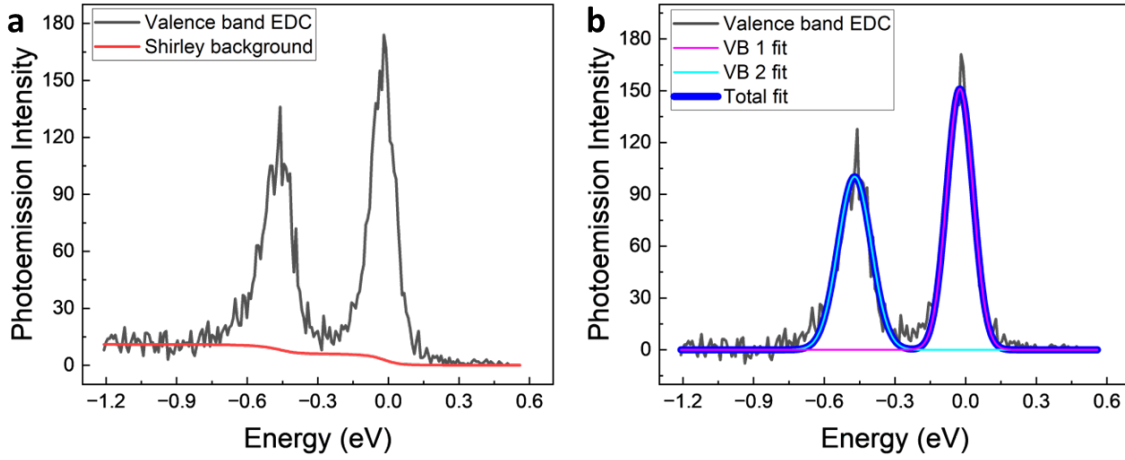 a
Valence band EDC
Shirley background
180
150
120
90
60
30
0
Photoemission Intensity
−1.2 −0.9 −0.6 −0.3 0.0 0.3 0.6
Energy (eV)
b
Valence band EDC
VB 1 fit
VB 2 fit
Total fit
180
150
120
90
60
30
0
Photoemission Intensity
−1.2 −0.9 −0.6 −0.3 0.0 0.3 0.6
Energy (eV)